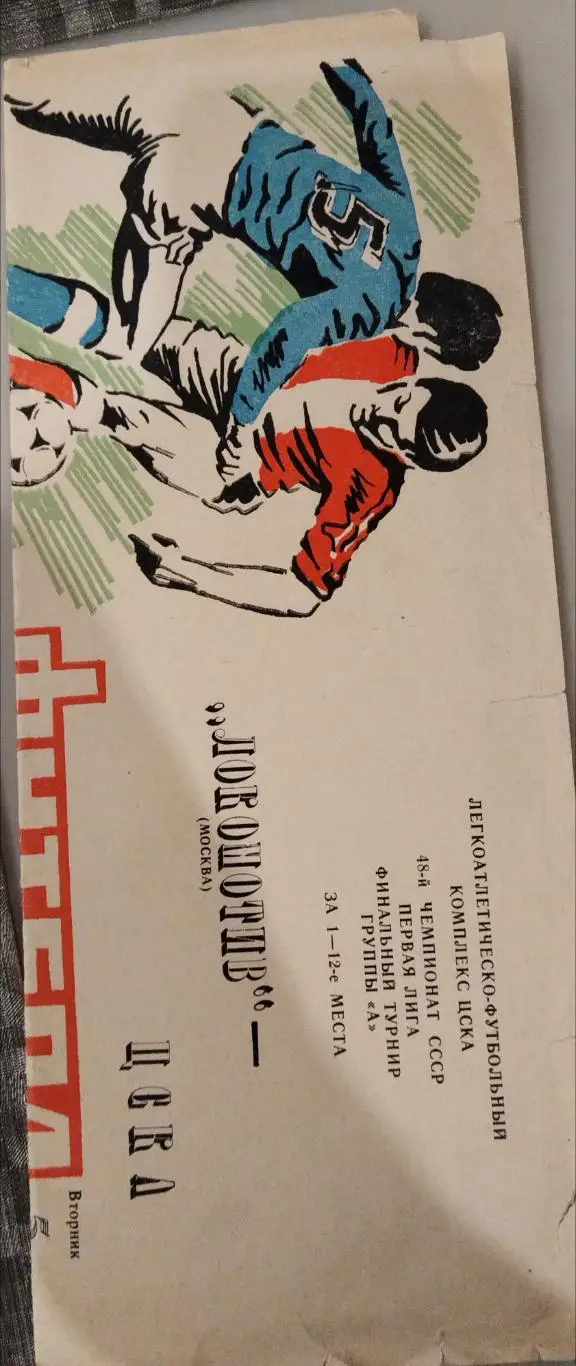 ЛЕГКОАТЛЕТИЧЕСКО-ФУТБОЛЬНЫЙ
КОМПЛЕКС ЦСКА
48-й ЧЕМПИОНАТ СССР
ПЕРВАЯ ЛИГА
ФИНАЛЬНЫЙ ТУРНИР
ГРУППЫ «А»
ЗА 1—12-е МЕСТА
„ЛОКОМОТИВ“ —
(МОСКВА)
ЦСКА
Вторник
5
5